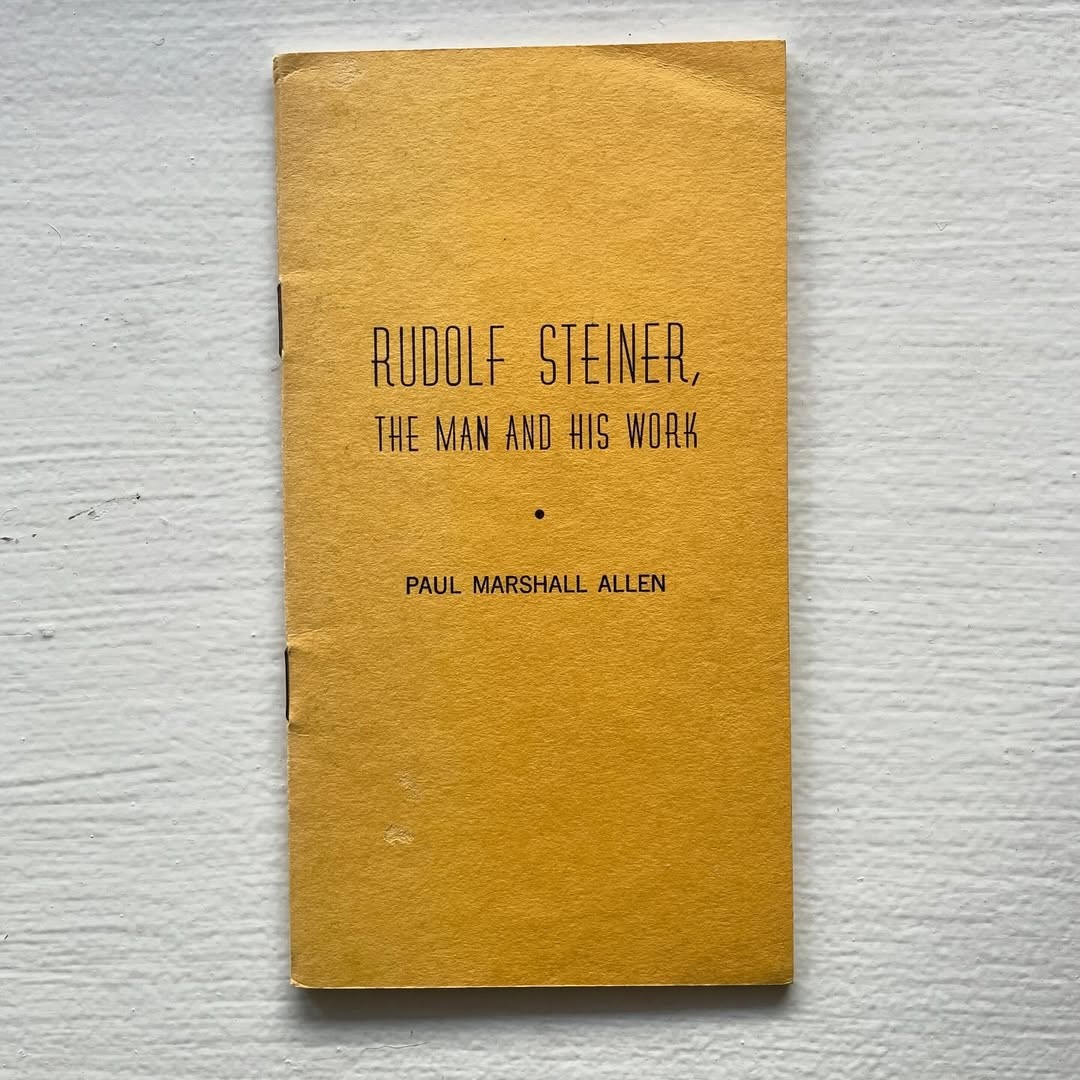 RUDOLF STEINER,
THE MAN AND HIS WORK
•
PAUL MARSHALL ALLEN